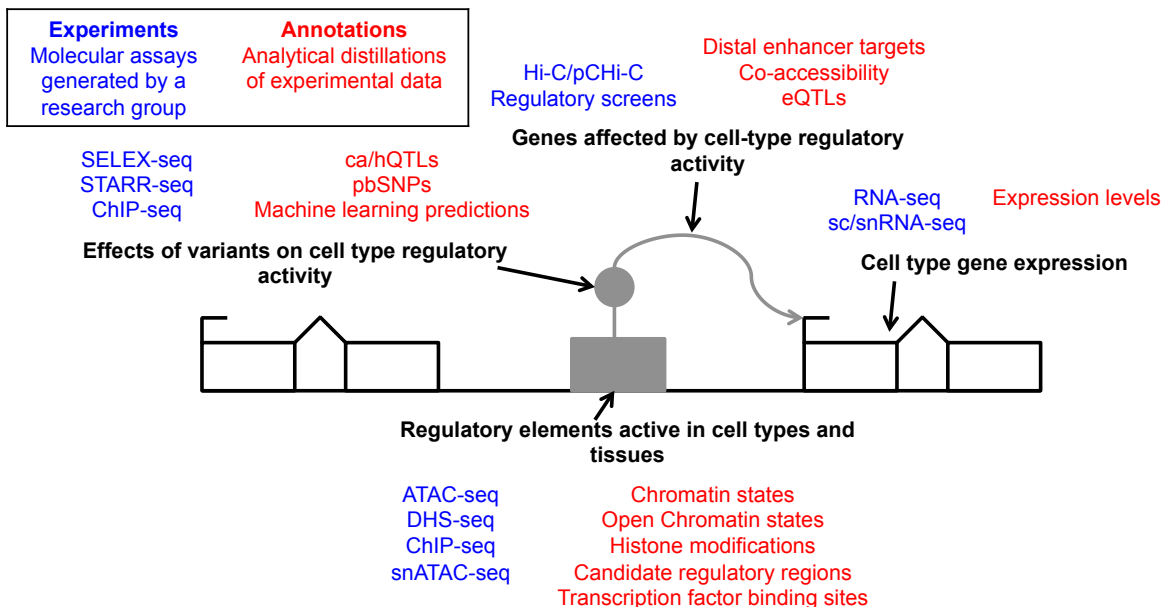 Experiments
Molecular assays
generated by a
research group
Annotations
Analytical distillations
of experimental data
Hi-C/pCHi-C
Regulatory screens
Distal enhancer targets
Co-accessibility
eQTLs
Genes affected by cell-type regulatory
activity
SELEX-seq
STARR-seq
ChIP-seq
ca/hQTLs
pbSNPs
Machine learning predictions
Effects of variants on cell type regulatory
activity
RNA-seq
sc/snRNA-seq
Expression levels
Cell type gene expression
Regulatory elements active in cell types and
tissues
ATAC-seq
DHS-seq
ChIP-seq
snATAC-seq
Chromatin states
Open Chromatin states
Histone modifications
Candidate regulatory regions
Transcription factor binding sites